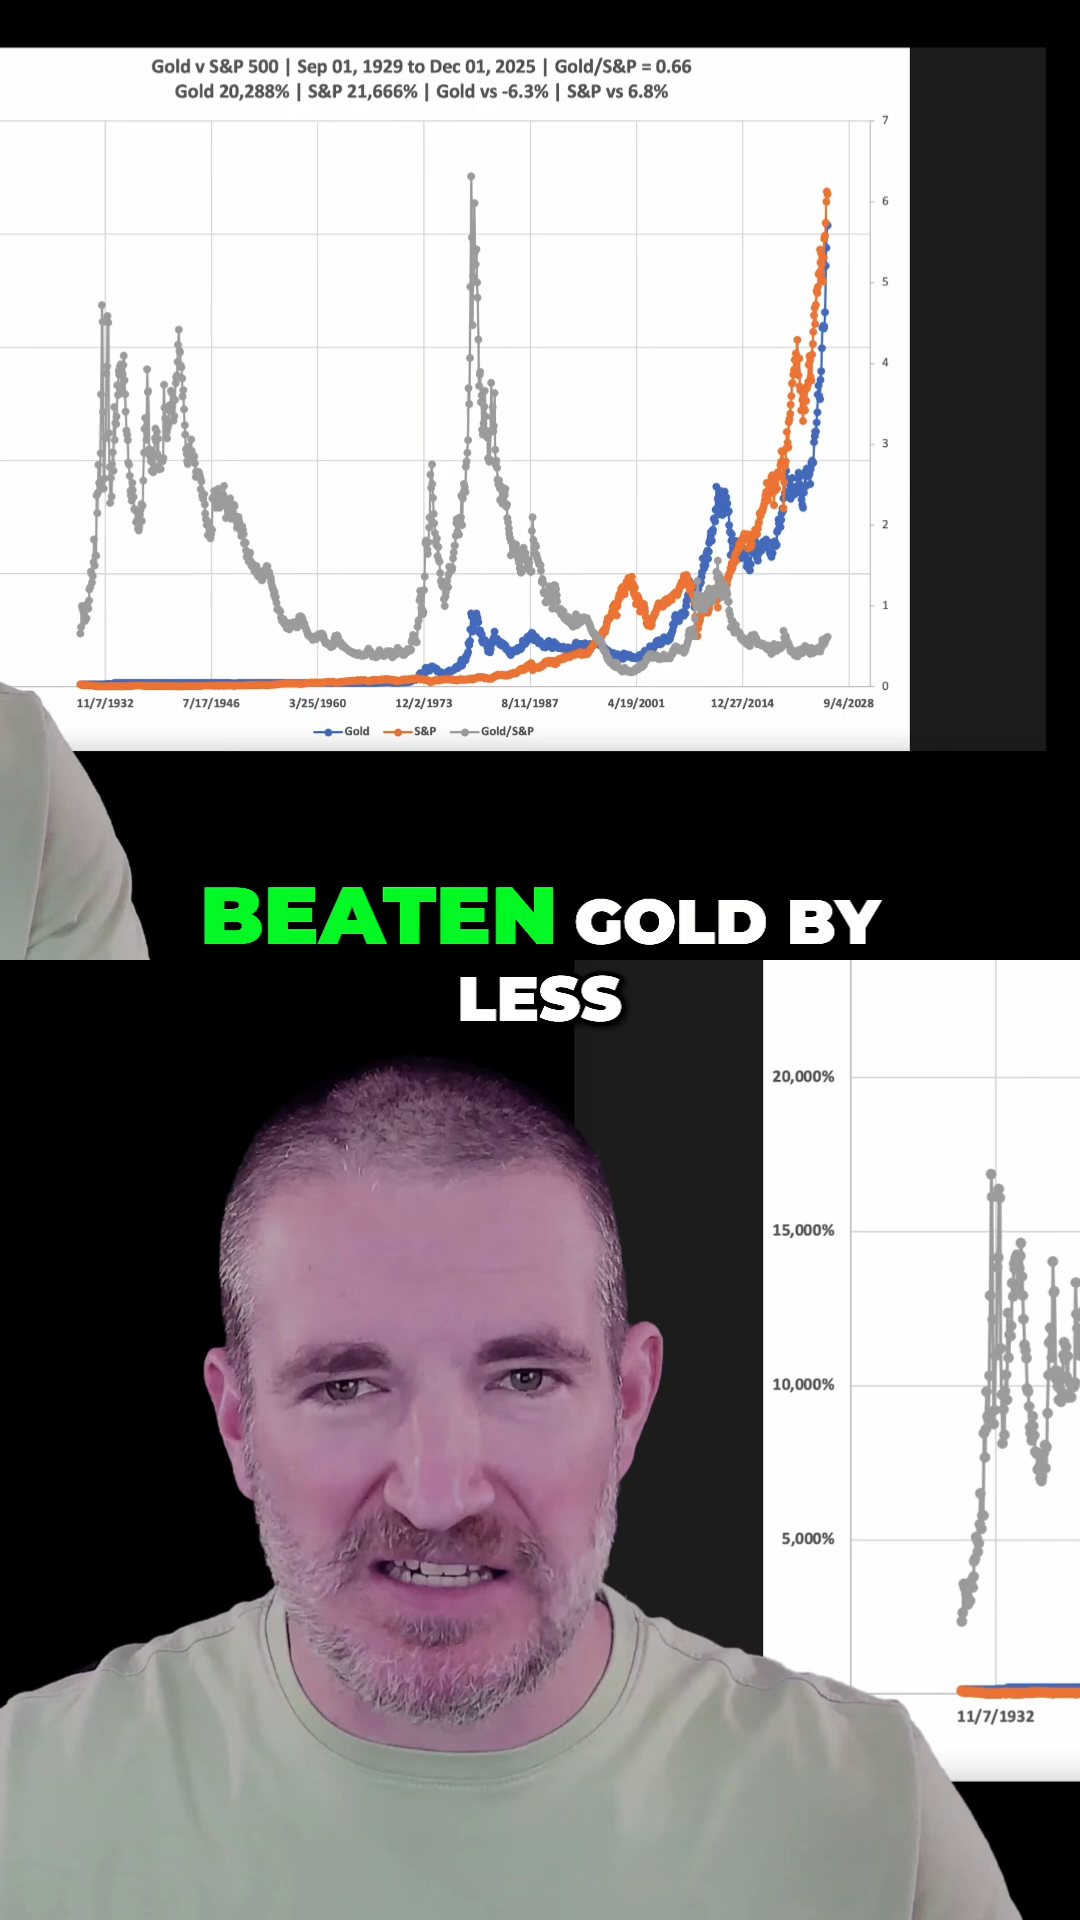 Gold v S&P 500 | Sep 01, 1929 to Dec 01, 2025 | Gold/S&P = 0.66
Gold 20,288% | S&P 21,666% | Gold vs -6.3% | S&P vs 6.8%
7
6
5
4
3
2
1
0
11/7/1932 7/17/1946 3/25/1960 12/2/1973 8/11/1987 4/19/2001 12/27/2014 9/4/2028
Gold S&P Gold/S&P
BEATEN GOLD BY
LESS
20,000%
15,000%
10,000%
5,000%
11/7/1932